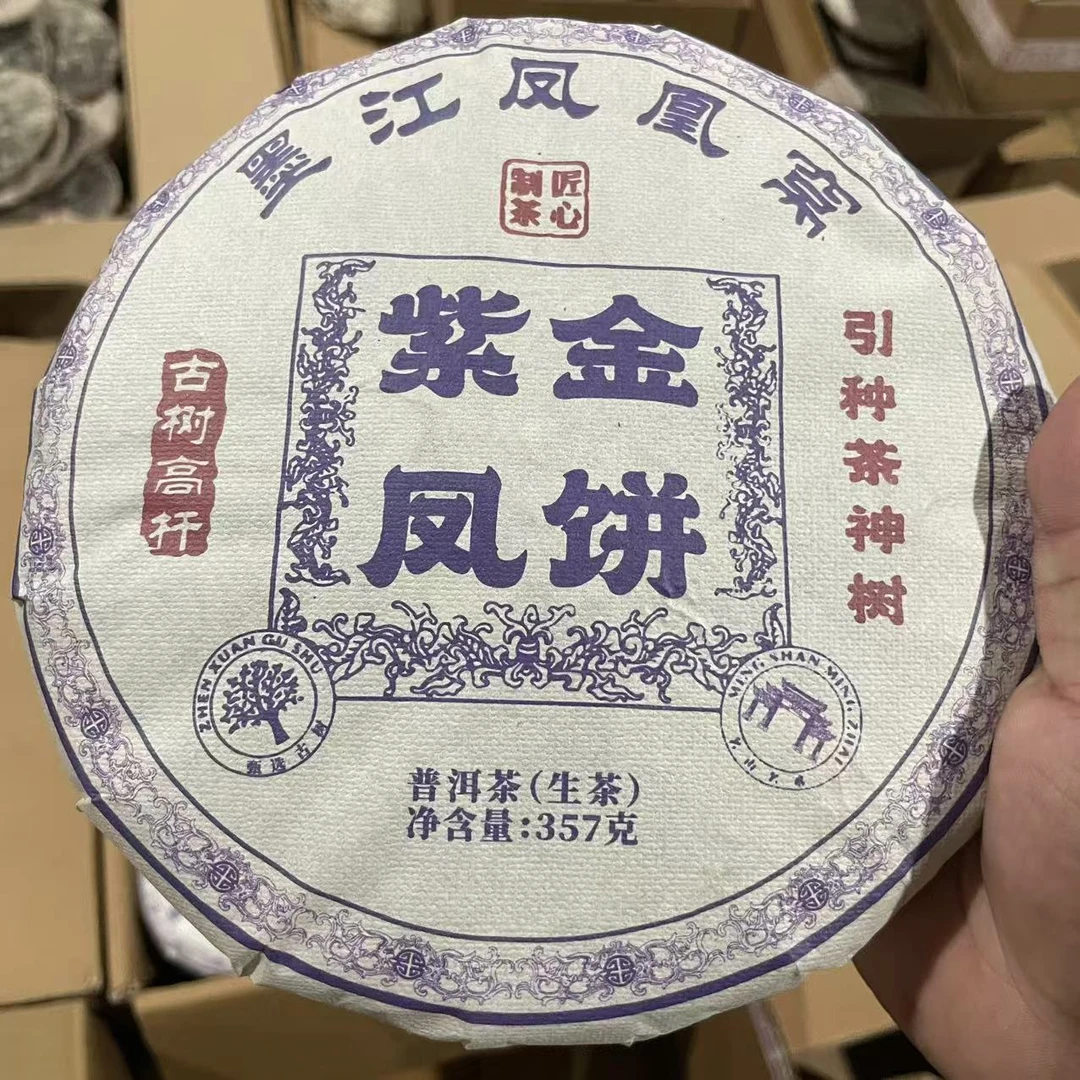 墨江凤凰窠
匠心
制茶
紫金
凤饼
引种茶神树
古树高杆
ZHEN XUAN GU SHU
甄选古树
MING SHAN MING ZHAI
普洱茶(生茶)
净含量:357克